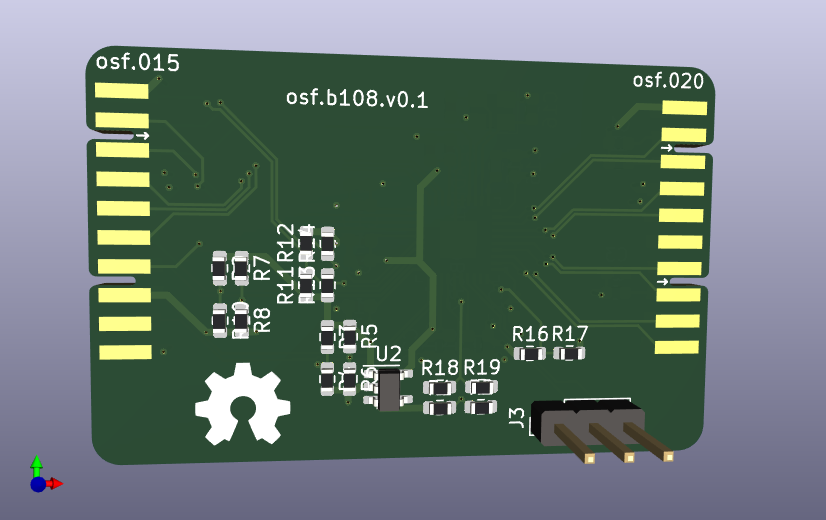 osf.015
osf.020
osf.b108.v0.1
R12
R7
R11
R8
R5
U2
R16
R17
R18
R19
J3